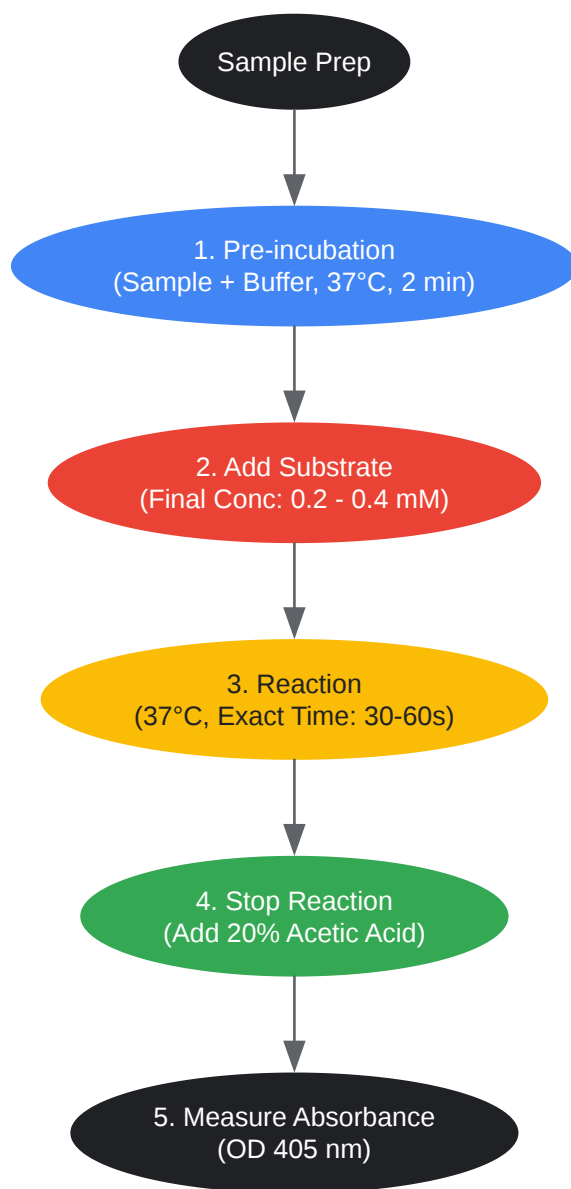 Sample Prep
1. Pre-incubation
(Sample + Buffer, 37°C, 2 min)
2. Add Substrate
(Final Conc: 0.2 - 0.4 mM)
3. Reaction
(37°C, Exact Time: 30-60s)
4. Stop Reaction
(Add 20% Acetic Acid)
5. Measure Absorbance
(OD 405 nm)